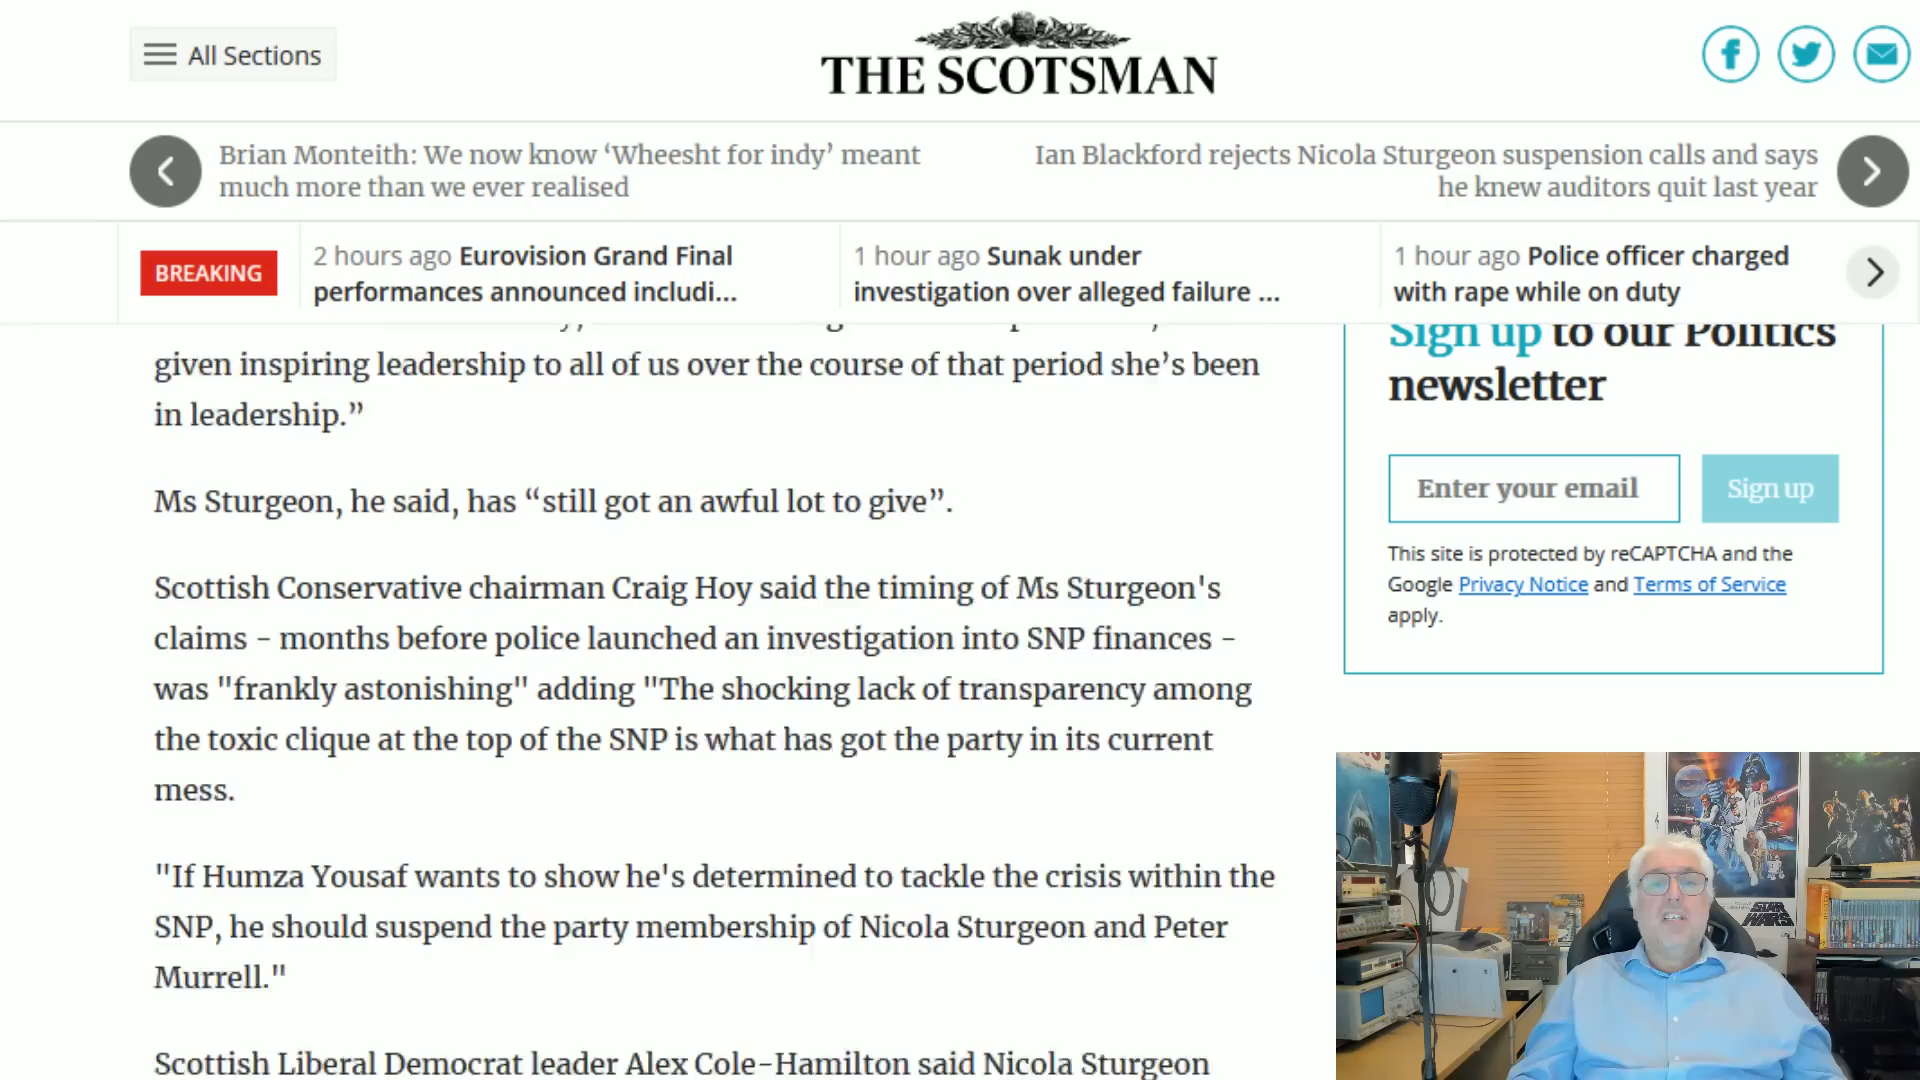 All Sections
THE SCOTSMAN
Brian Monteith: We now know ‘Wheesht for indy’ meant
much more than we ever realised
Ian Blackford rejects Nicola Sturgeon suspension calls and says
he knew auditors quit last year
BREAKING
2 hours ago Eurovision Grand Final
performances announced includi...
1 hour ago Sunak under
investigation over alleged failure ...
1 hour ago Police officer charged
with rape while on duty
given inspiring leadership to all of us over the course of that period she’s been
in leadership.”
Ms Sturgeon, he said, has “still got an awful lot to give”.
Scottish Conservative chairman Craig Hoy said the timing of Ms Sturgeon's
claims - months before police launched an investigation into SNP finances -
was "frankly astonishing" adding "The shocking lack of transparency among
the toxic clique at the top of the SNP is what has got the party in its current
mess.
"If Humza Yousaf wants to show he's determined to tackle the crisis within the
SNP, he should suspend the party membership of Nicola Sturgeon and Peter
Murrell."
Scottish Liberal Democrat leader Alex Cole-Hamilton said Nicola Sturgeon
Sign up to our Politics
newsletter
Enter your email
Sign up
This site is protected by reCAPTCHA and the
Google Privacy Notice and Terms of Service
apply.
STAR
WARS